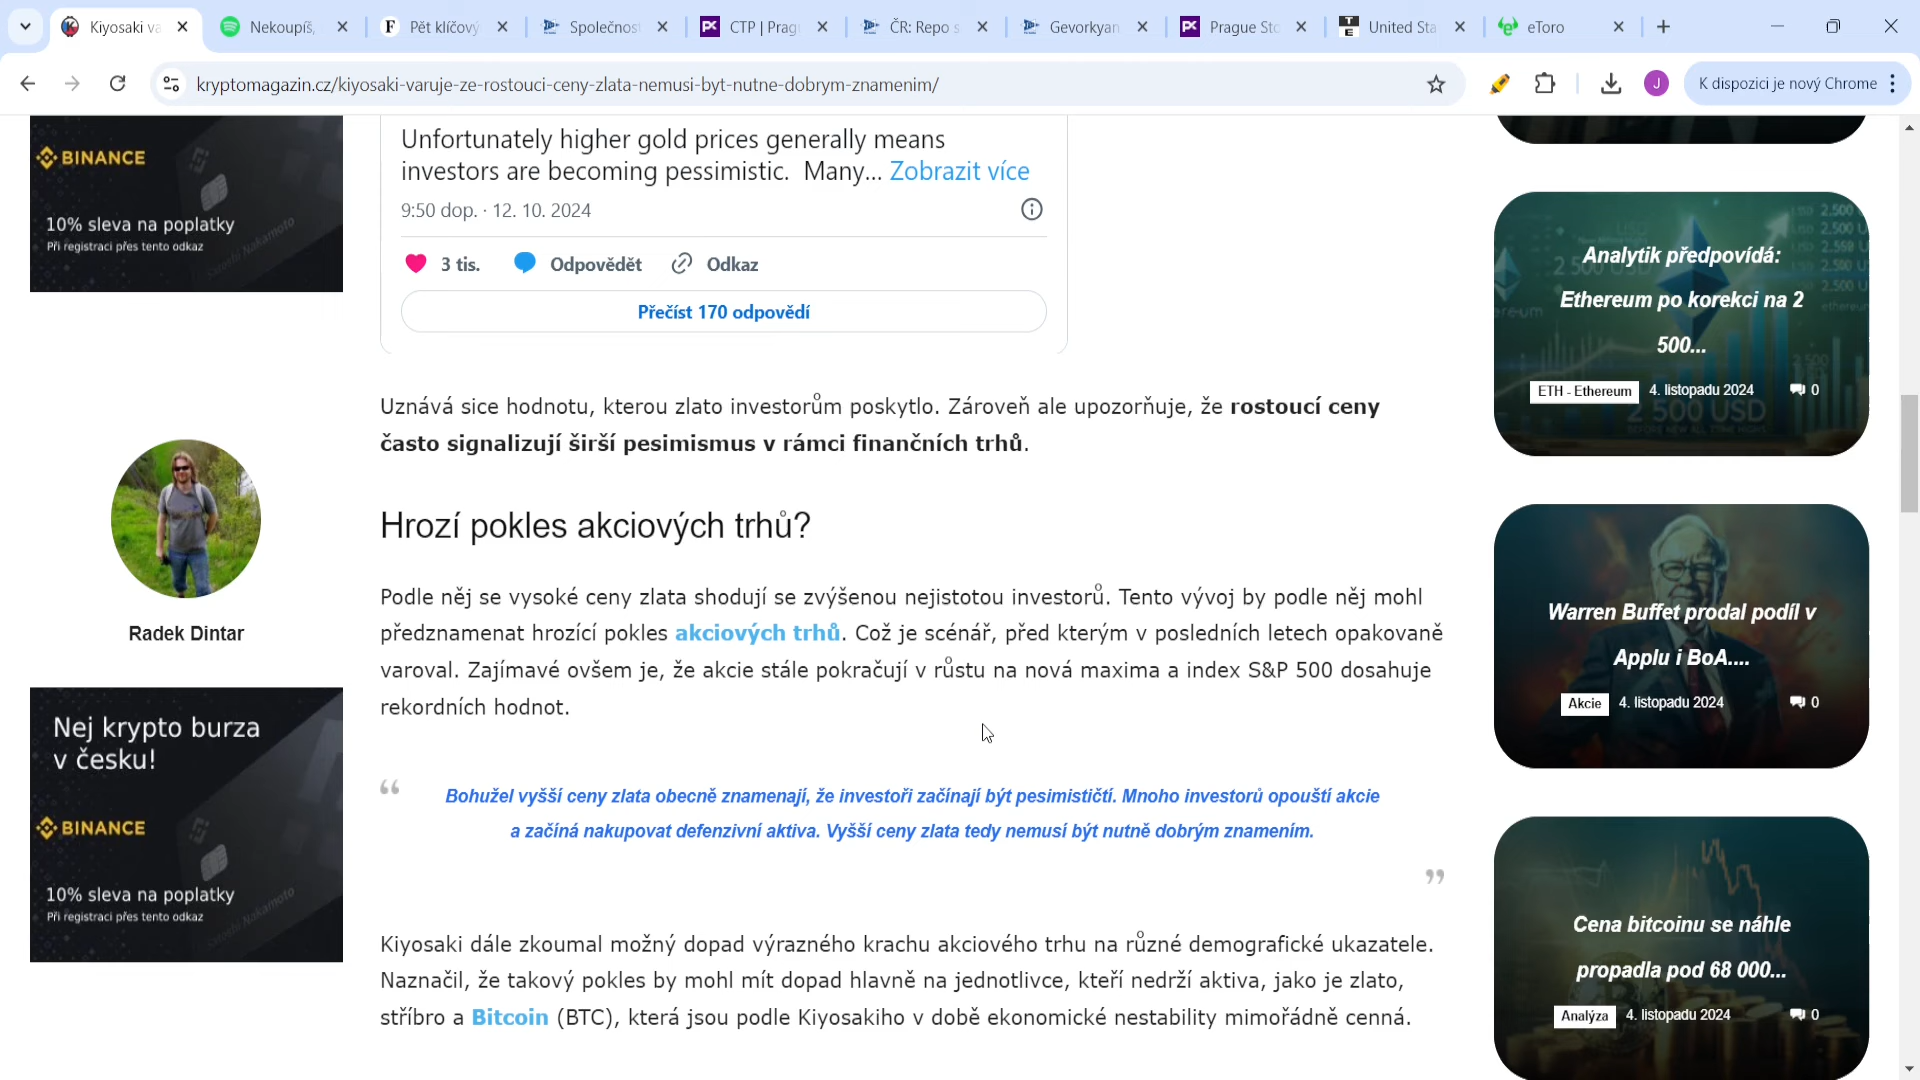 Kiyosaki va
Nekoupíš,
Pět klíčový
Společnost
CTP | Prag
ČR: Repo s
Gevorkyan
Prague Sto
United Sta
eToro
kryptomagazin.cz/kiyosaki-varuje-ze-rostouci-ceny-zlata-nemusi-byt-nutne-dobrym-znamenim/
J
K dispozici je nový Chrome
BINANCE
10% sleva na poplatky
Při registraci přes tento odkaz
Radek Dintar
Nej krypto burza
v česku!
BINANCE
10% sleva na poplatky
Při registraci přes tento odkaz
Unfortunately higher gold prices generally means
investors are becoming pessimistic. Many... Zobrazit více
9:50 dop. · 12. 10. 2024
3 tis. Odpovědět Odkaz
Přečíst 170 odpovědí
Uznává sice hodnotu, kterou zlato investorům poskytlo. Zároveň ale upozorňuje, že rostoucí ceny
často signalizují širší pesimismus v rámci finančních trhů.
Hrozí pokles akciových trhů?
Podle něj se vysoké ceny zlata shodují se zvýšenou nejistotou investorů. Tento vývoj by podle něj mohl
předznamenat hrozící pokles akciových trhů. Což je scénář, před kterým v posledních letech opakovaně
varoval. Zajímavé ovšem je, že akcie stále pokračují v růstu na nová maxima a index S&P 500 dosahuje
rekordních hodnot.
“
Bohužel vyšší ceny zlata obecně znamenají, že investoři začínají být pesimističtí. Mnoho investorů opouští akcie
a začíná nakupovat defenzivní aktiva. Vyšší ceny zlata tedy nemusí být nutně dobrým znamením.
”
Kiyosaki dále zkoumal možný dopad výrazného krachu akciového trhu na různé demografické ukazatele.
Naznačil, že takový pokles by mohl mít dopad hlavně na jednotlivce, kteří nedrží aktiva, jako je zlato,
stříbro a Bitcoin (BTC), která jsou podle Kiyosakiho v době ekonomické nestability mimořádně cenná.
Analytik předpovídá:
Ethereum po korekci na 2
500...
ETH - Ethereum 4. listopadu 2024 0
Warren Buffet prodal podíl v
Applu i BoA....
Akcie 4. listopadu 2024 0
Cena bitcoinu se náhle
propadla pod 68 000...
Analýza 4. listopadu 2024 0